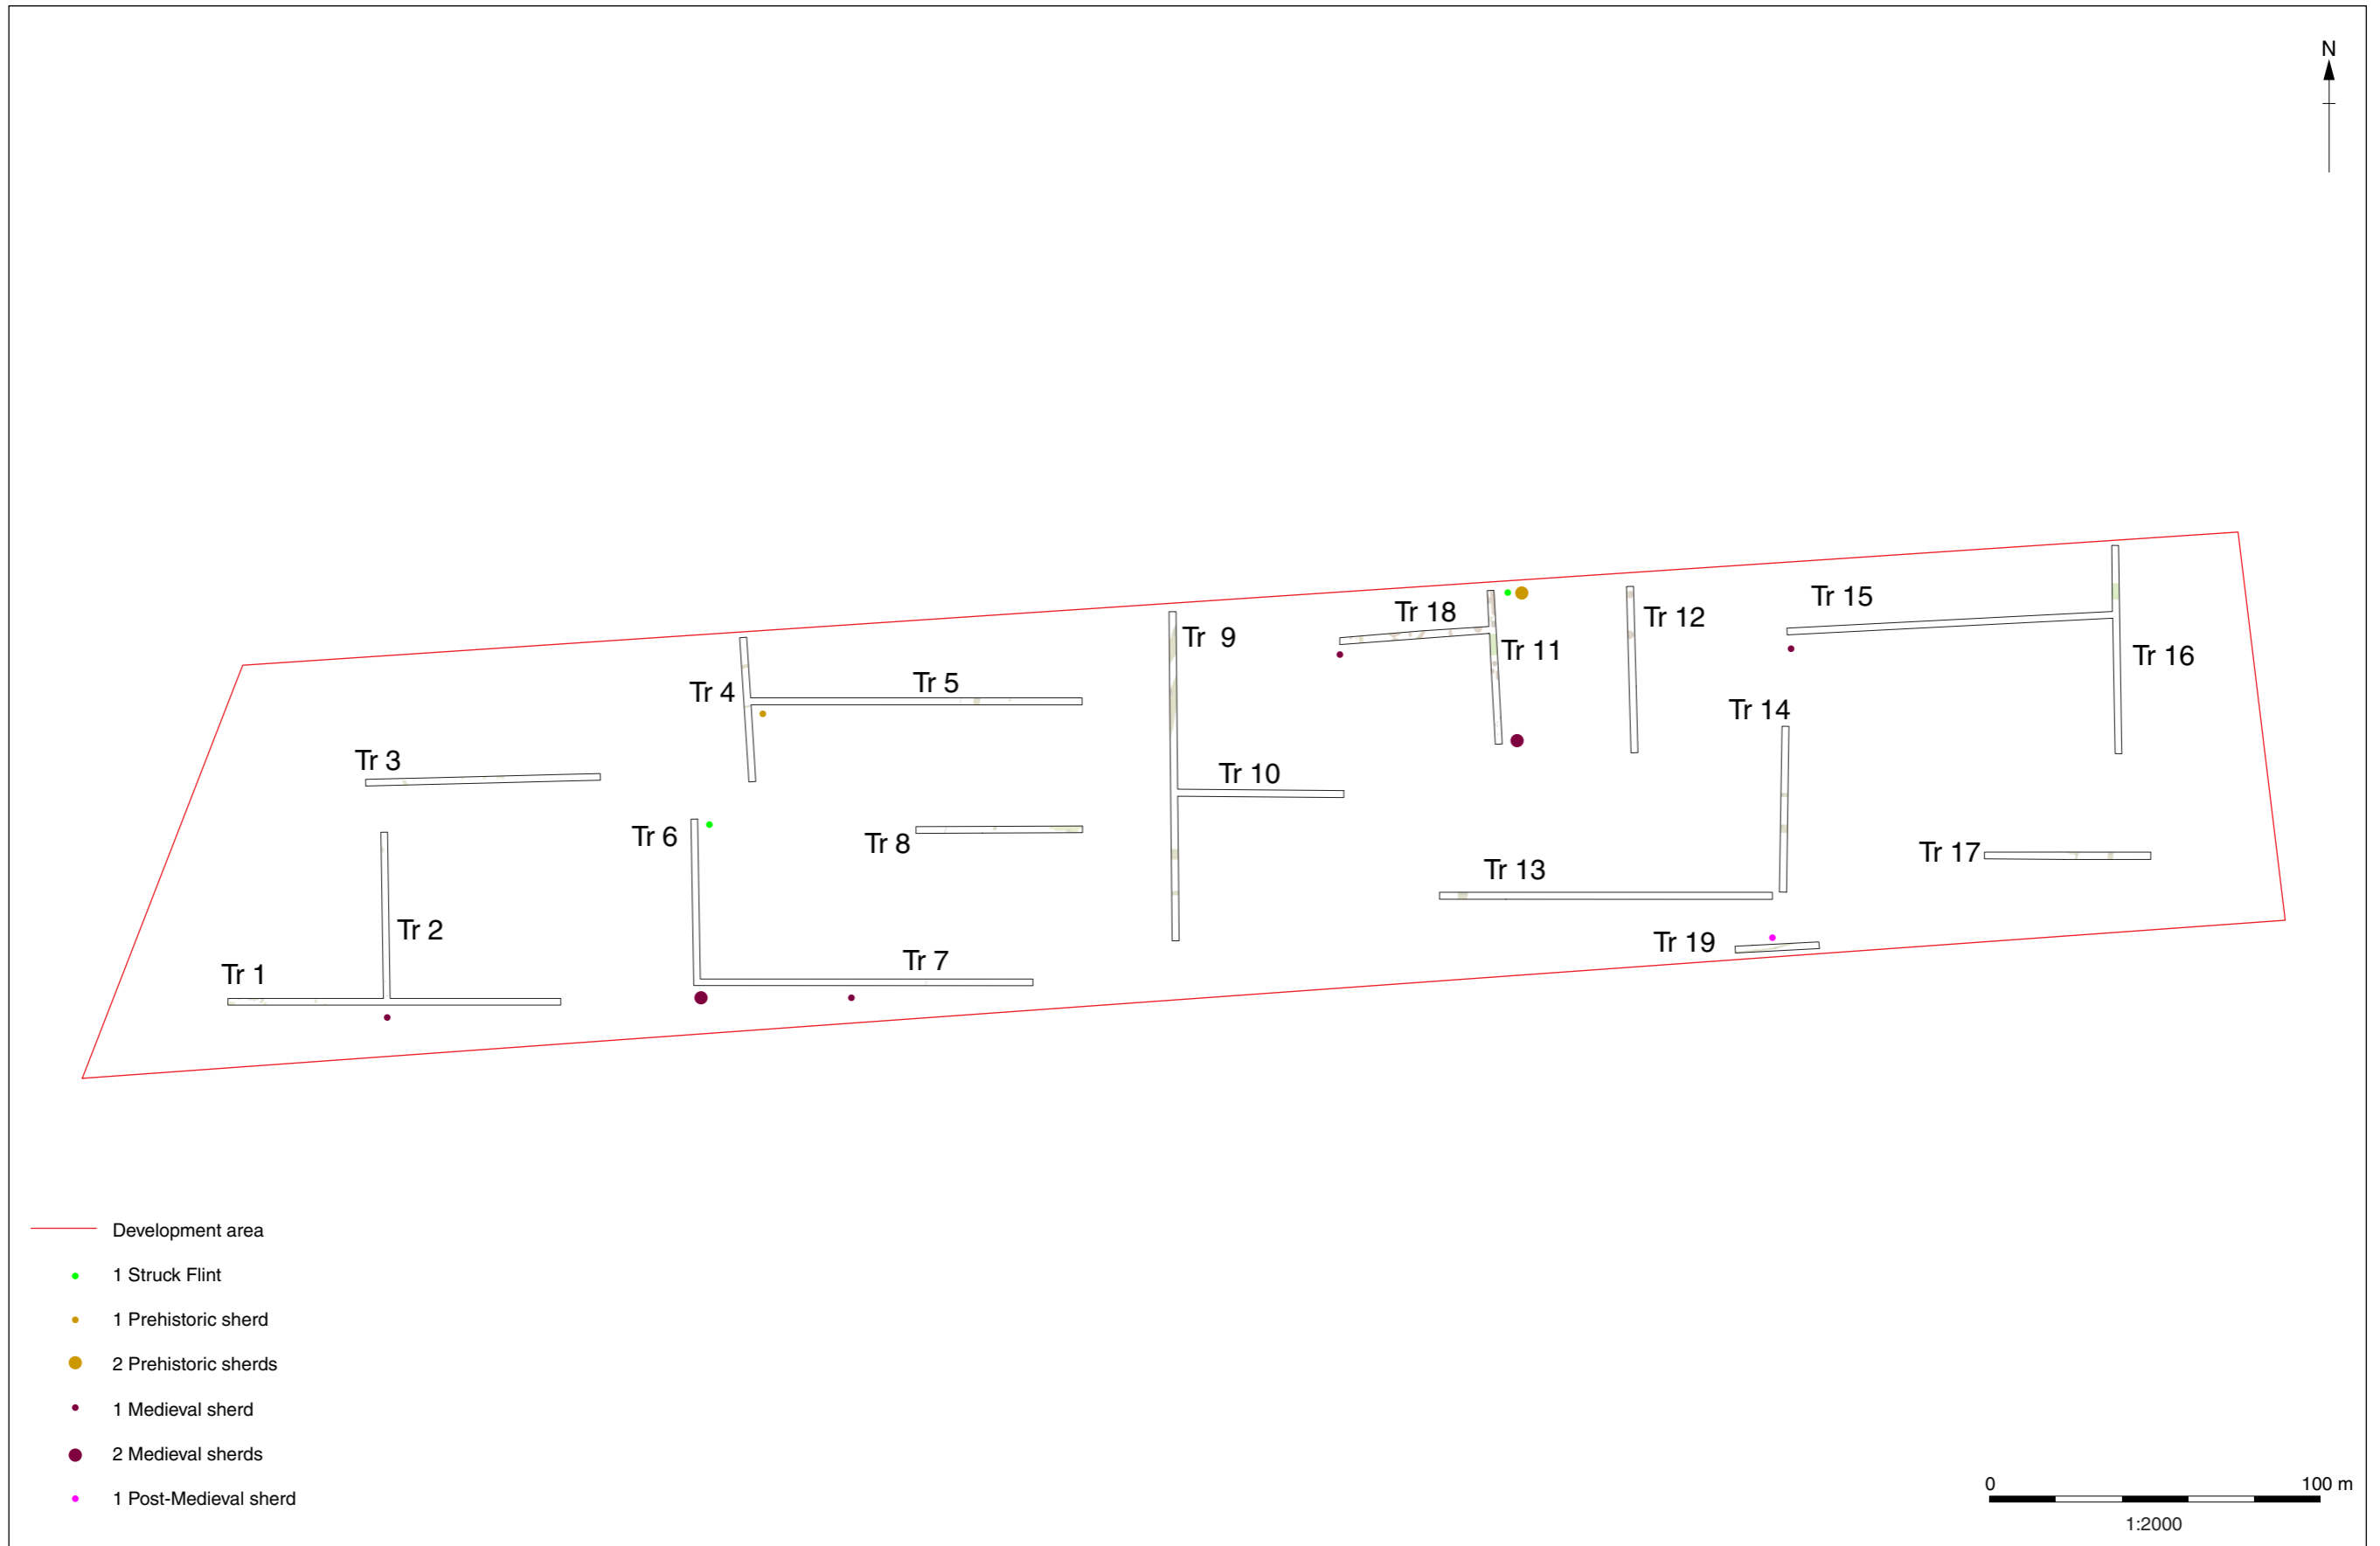 N
Tr 15
Tr 18
Tr 12
Tr 9
Tr 11
Tr 16
Tr 5
Tr 4
Tr 14
Tr 3
Tr 10
Tr 6
Tr 8
Tr 17
Tr 13
Tr 2
Tr 19
Tr 7
Tr 1
Development area
1 Struck Flint
1 Prehistoric sherd
2 Prehistoric sherds
1 Medieval sherd
2 Medieval sherds
1 Post-Medieval sherd
0 100 m
1:2000